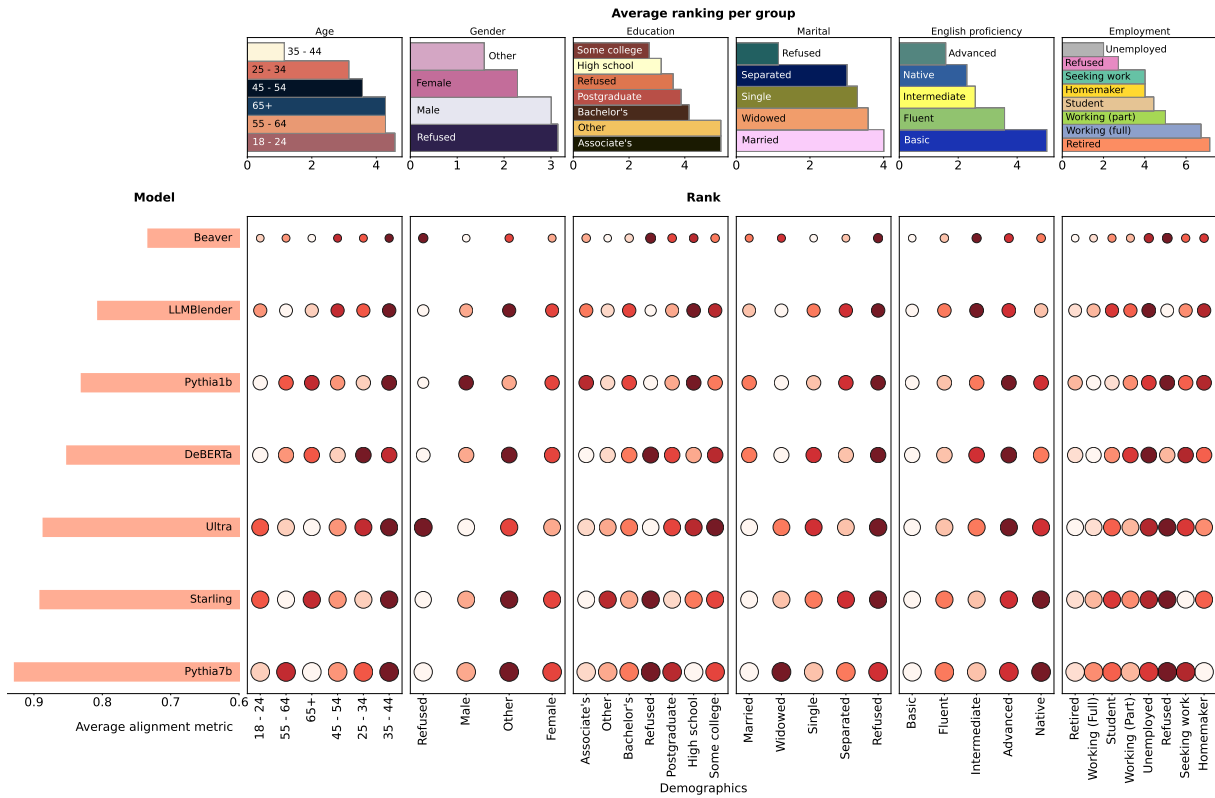 Average ranking per group
Age
Gender
Education
Marital
English proficiency
Employment
35 - 44
25 - 34
45 - 54
65+
55 - 64
18 - 24
0 2 4
Other
Female
Male
Refused
0 1 2 3
Some college
High school
Refused
Postgraduate
Bachelor's
Other
Associate's
0 2 4
Refused
Separated
Single
Widowed
Married
0 1 2 3 4
Advanced
Native
Intermediate
Fluent
Basic
0 2 4
Unemployed
Refused
Seeking work
Homemaker
Student
Working (part)
Working (full)
Retired
0 2 4 6
Model
Rank
Beaver
LLMBlender
Pythia1b
DeBERTa
Ultra
Starling
Pythia7b
0.9 0.8 0.7 0.6
Average alignment metric
18 - 24
55 - 64
65+
45 - 54
25 - 34
35 - 44
Refused
Male
Other
Female
Associate's
Other
Bachelor's
Refused
Postgraduate
High school
Some college
Married
Widowed
Single
Separated
Refused
Basic
Fluent
Intermediate
Advanced
Native
Retired
Working (Full)
Student
Working (Part)
Unemployed
Refused
Seeking work
Homemaker
Demographics